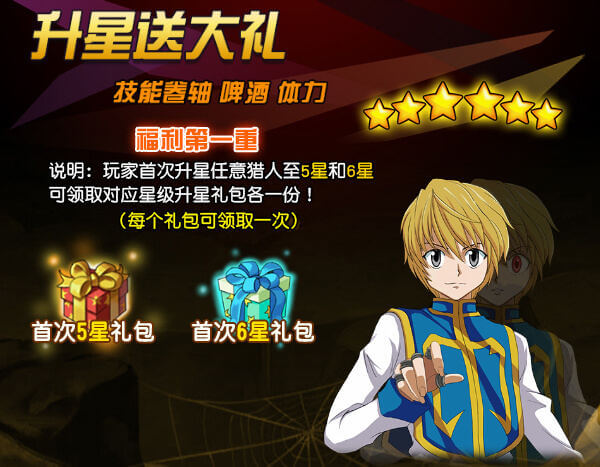 升星送大礼
技能卷轴 啤酒 体力
福利第一重
说明：玩家首次升星任意猎人至5星和6星
可领取对应星级升星礼包各一份！
（每个礼包可领取一次）
首次5星礼包
首次6星礼包